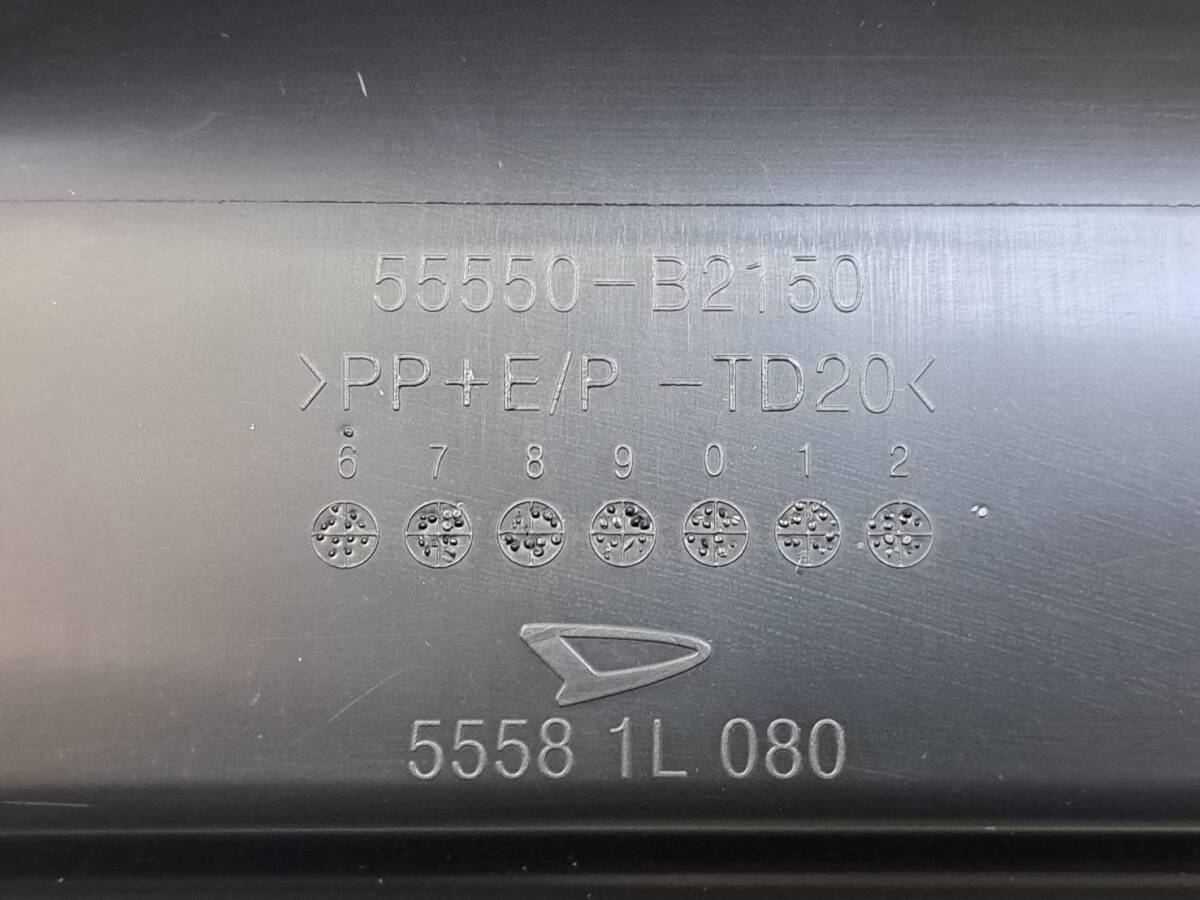 55550-B2150
>PP+E/P -TD20<
6 7 8 9 0 1 2
5558 1L 080